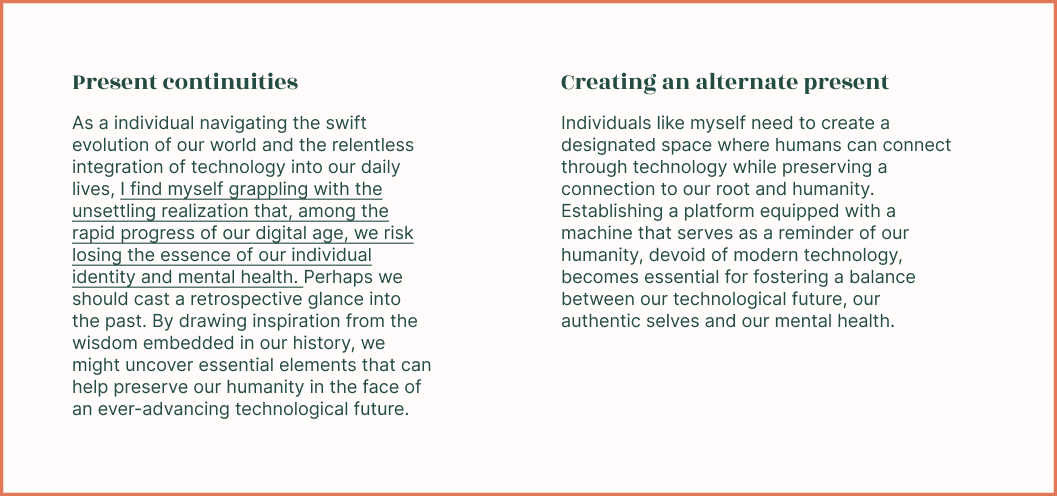 Present continuities
As a individual navigating the swift
evolution of our world and the relentless
integration of technology into our daily
lives, I find myself grappling with the
unsettling realization that, among the
rapid progress of our digital age, we risk
losing the essence of our individual
identity and mental health. Perhaps we
should cast a retrospective glance into
the past. By drawing inspiration from the
wisdom embedded in our history, we
might uncover essential elements that can
help preserve our humanity in the face of
an ever-advancing technological future.
Creating an alternate present
Individuals like myself need to create a
designated space where humans can connect
through technology while preserving a
connection to our root and humanity.
Establishing a platform equipped with a
machine that serves as a reminder of our
humanity, devoid of modern technology,
becomes essential for fostering a balance
between our technological future, our
authentic selves and our mental health.